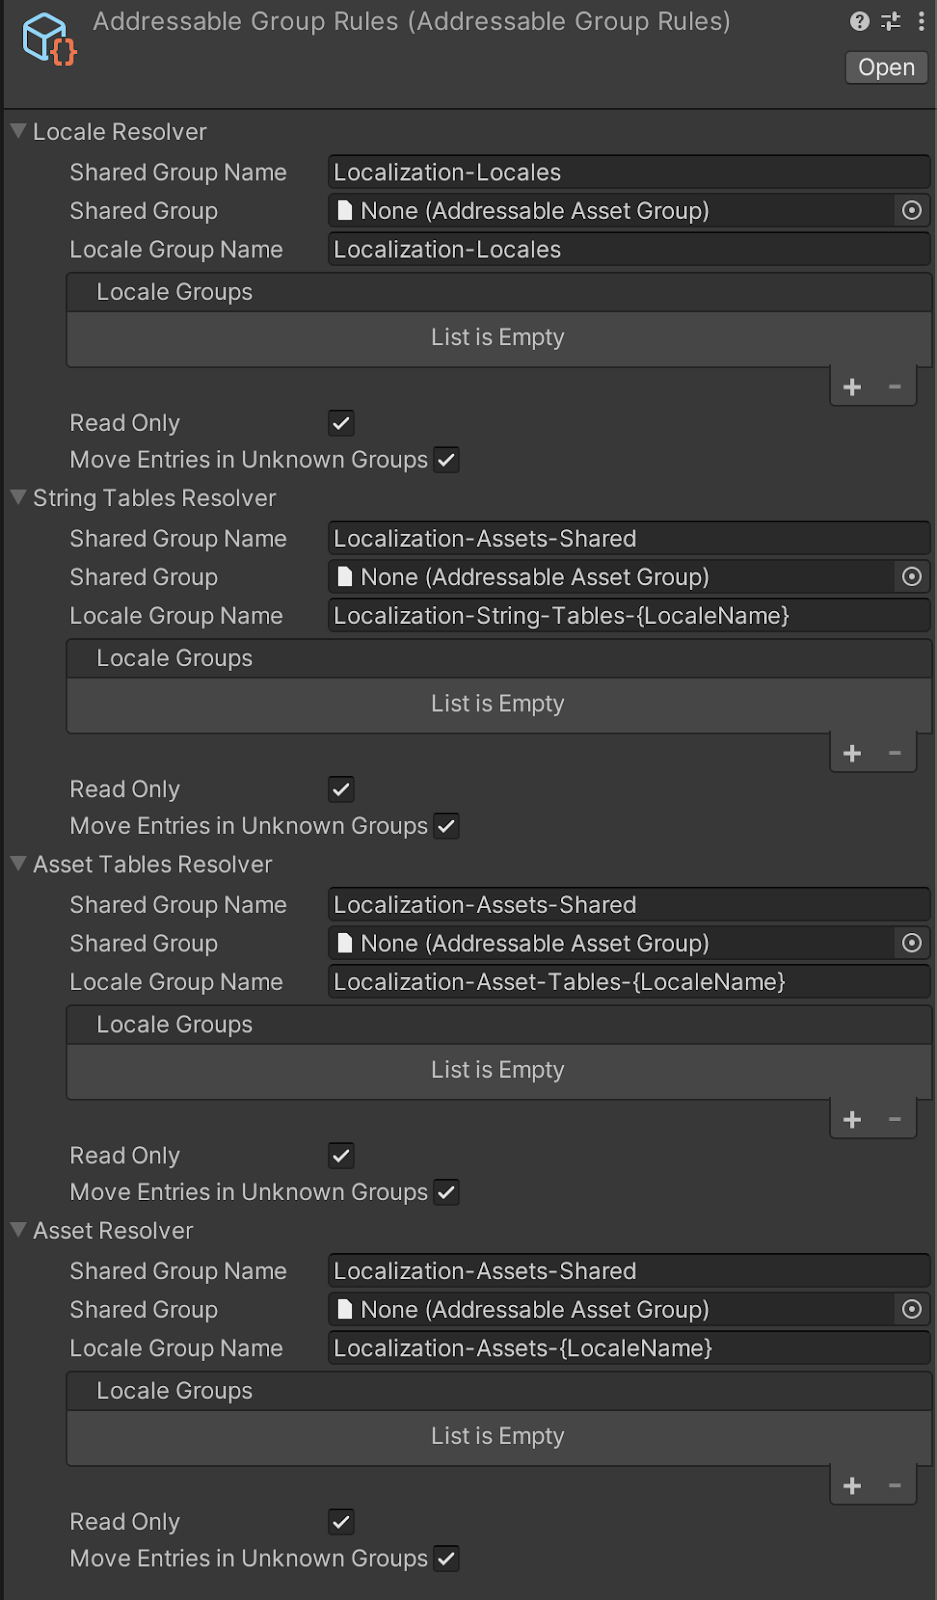 Addressable Group Rules (Addressable Group Rules)
Open
Locale Resolver
Shared Group Name Localization-Locales
Shared Group None (Addressable Asset Group)
Locale Group Name Localization-Locales
Locale Groups
List is Empty
+ -
Read Only
Move Entries in Unknown Groups
String Tables Resolver
Shared Group Name Localization-Assets-Shared
Shared Group None (Addressable Asset Group)
Locale Group Name Localization-String-Tables-{LocaleName}
Locale Groups
List is Empty
+ -
Read Only
Move Entries in Unknown Groups
Asset Tables Resolver
Shared Group Name Localization-Assets-Shared
Shared Group None (Addressable Asset Group)
Locale Group Name Localization-Asset-Tables-{LocaleName}
Locale Groups
List is Empty
+ -
Read Only
Move Entries in Unknown Groups
Asset Resolver
Shared Group Name Localization-Assets-Shared
Shared Group None (Addressable Asset Group)
Locale Group Name Localization-Assets-{LocaleName}
Locale Groups
List is Empty
+ -
Read Only
Move Entries in Unknown Groups